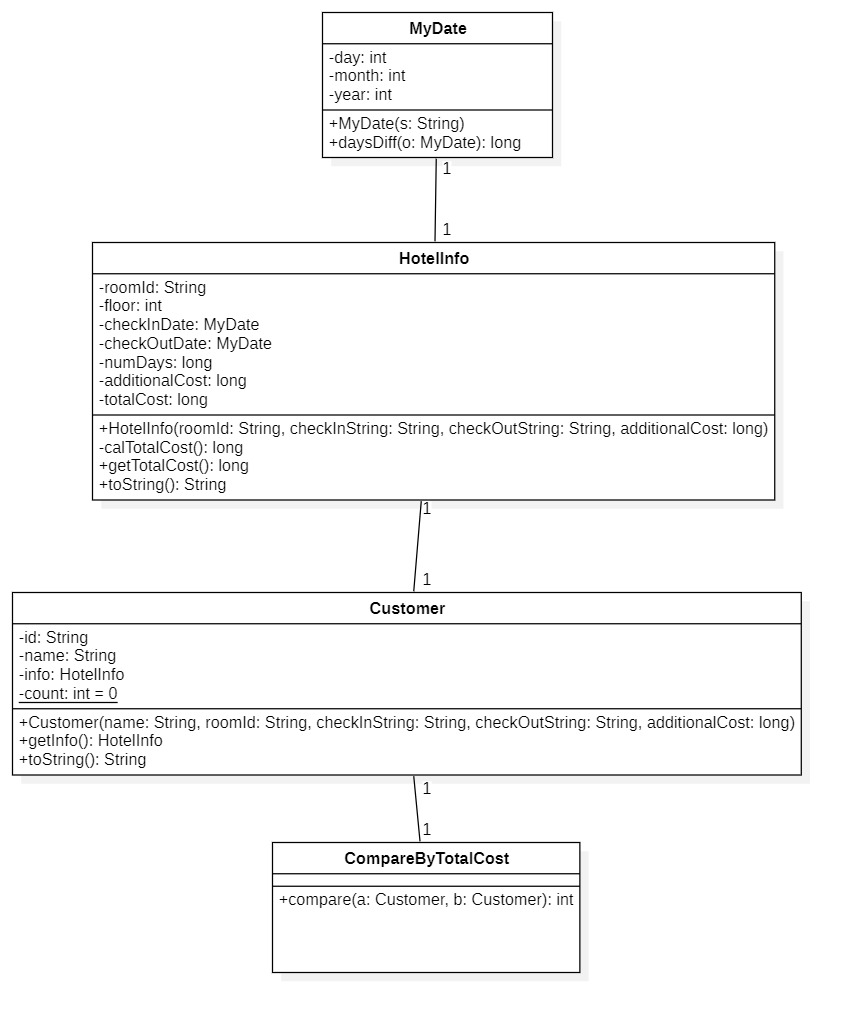 MyDate
-day: int
-month: int
-year: int
+MyDate(s: String)
+daysDiff(o: MyDate): long
1
1
HotelInfo
-roomId: String
-floor: int
-checkInDate: MyDate
-checkOutDate: MyDate
-numDays: long
-additionalCost: long
-totalCost: long
+HotelInfo(roomId: String, checkInString: String, checkOutString: String, additionalCost: long)
-calTotalCost(): long
+getTotalCost(): long
+toString(): String
1
1
Customer
-id: String
-name: String
-info: HotelInfo
-count: int = 0
+Customer(name: String, roomId: String, checkInString: String, checkOutString: String, additionalCost: long)
+getInfo(): HotelInfo
+toString(): String
1
1
CompareByTotalCost
+compare(a: Customer, b: Customer): int